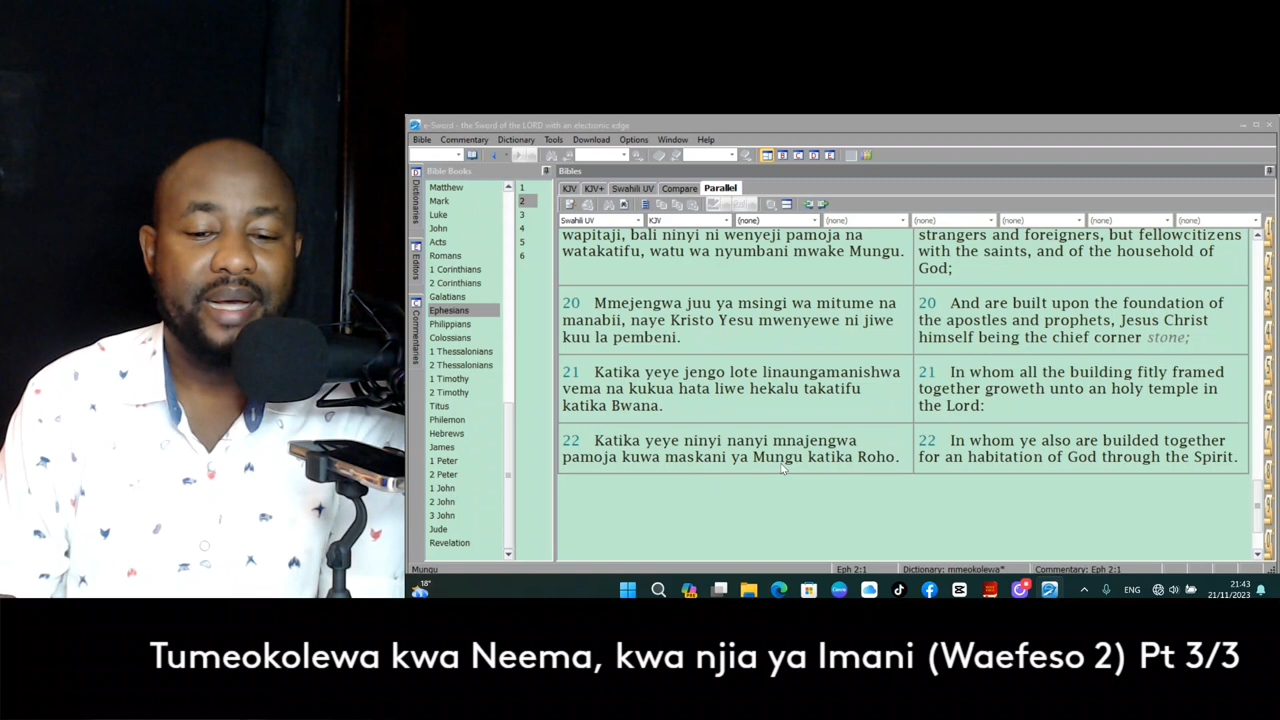 e-Sword - the Sword of the LORD with an electronic edge
Bible Commentary Dictionary Tools Download Options Window Help
Bible Books
Bibles
Dictionaries
Editors
Commentaries
Matthew
Mark
Luke
John
Acts
Romans
1 Corinthians
2 Corinthians
Galatians
Ephesians
Philippians
Colossians
1 Thessalonians
2 Thessalonians
1 Timothy
2 Timothy
Titus
Philemon
Hebrews
James
1 Peter
2 Peter
1 John
2 John
3 John
Jude
Revelation
1
2
3
4
5
6
KJV KJV+ Swahili UV Compare Parallel
Swahili UV KJV (none) (none) (none) (none) (none) (none)
wapitaji, bali ninyi ni wenyeji pamoja na
watakatifu, watu wa nyumbani mwake Mungu.
20 Mmejengwa juu ya msingi wa mitume na
manabii, naye Kristo Yesu mwenyewe ni jiwe
kuu la pembeni.
21 Katika yeye jengo lote linaungamanishwa
vema na kukua hata liwe hekalu takatifu
katika Bwana.
22 Katika yeye ninyi nanyi mnajengwa
pamoja kuwa maskani ya Mungu katika Roho.
strangers and foreigners, but fellowcitizens
with the saints, and of the household of
God;
20 And are built upon the foundation of
the apostles and prophets, Jesus Christ
himself being the chief corner stone;
21 In whom all the building fitly framed
together groweth unto an holy temple in
the Lord:
22 In whom ye also are builded together
for an habitation of God through the Spirit.
Mungu
Eph 2:1
Dictionary: mmeokolewa*
Commentary: Eph 2:1
18°
ENG
21:43
21/11/2023
Tumeokolewa kwa Neema, kwa njia ya Imani (Waefeso 2) Pt 3/3